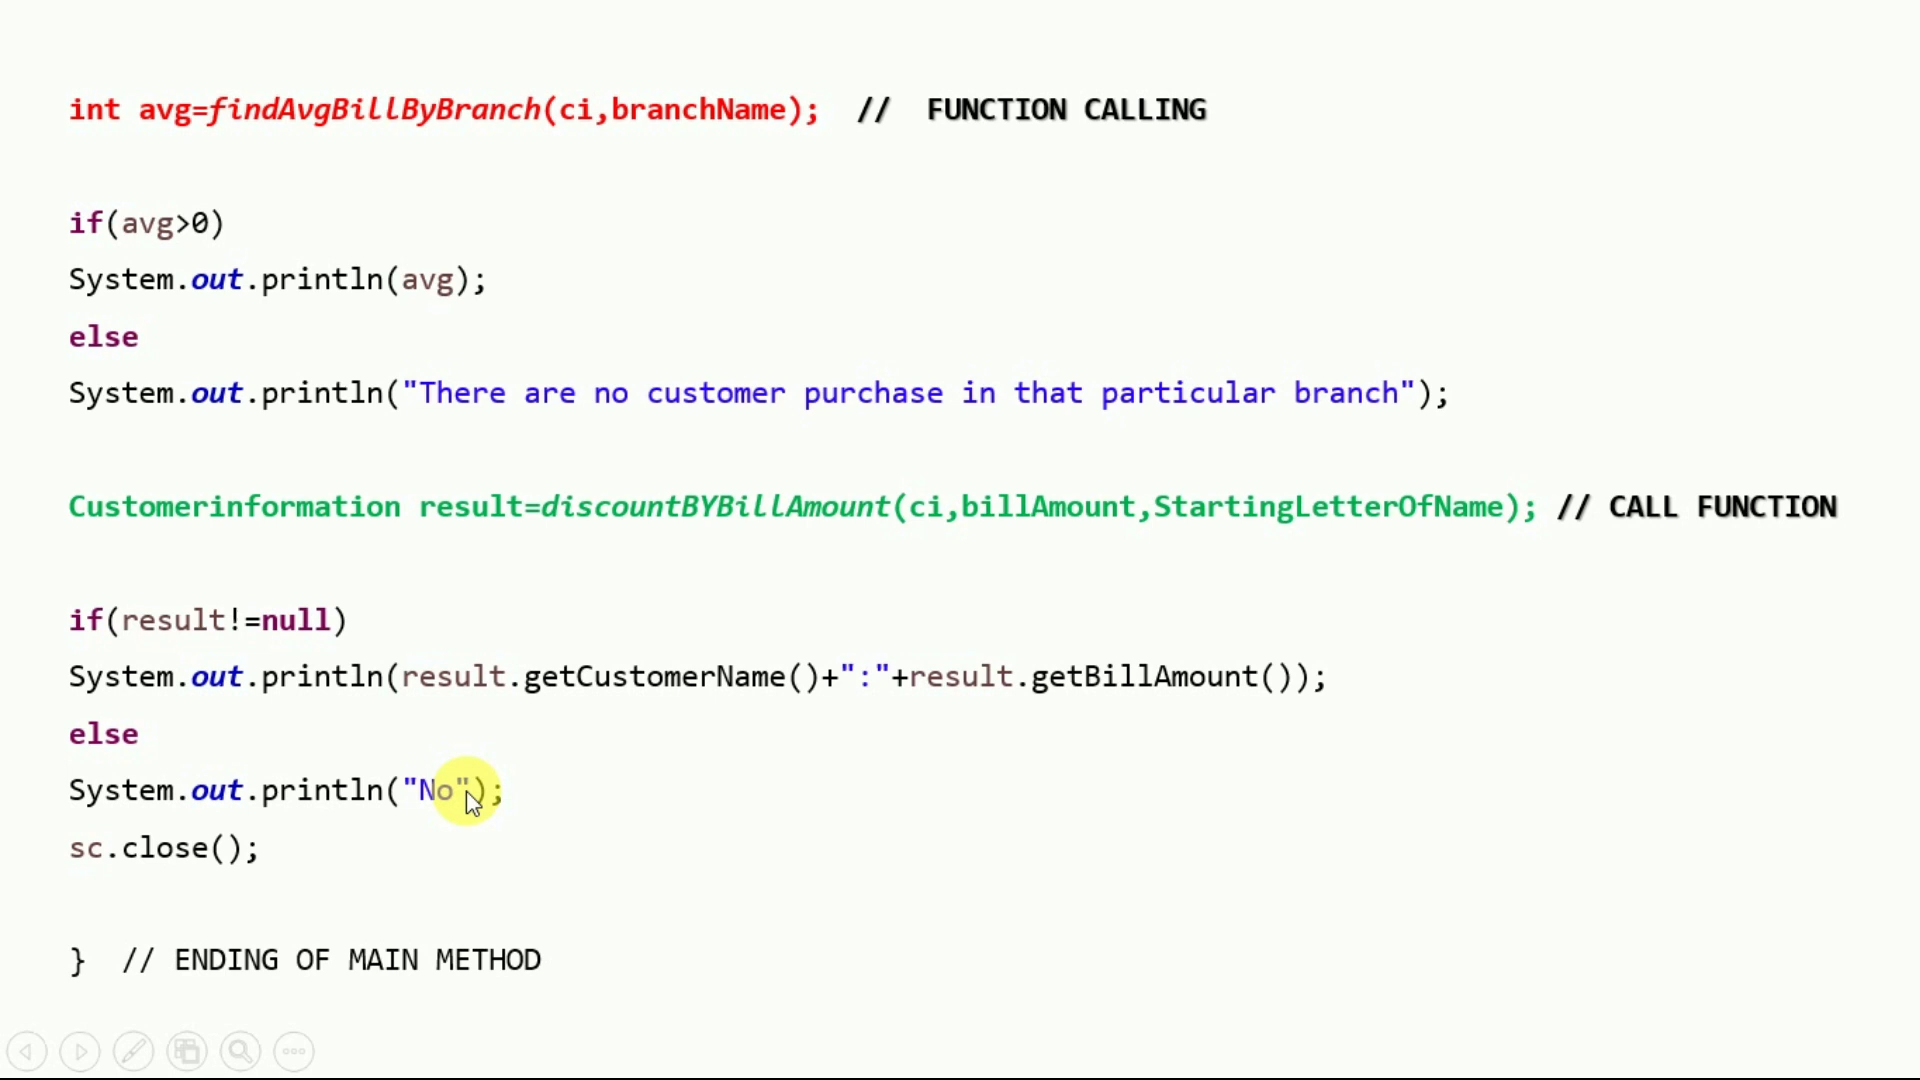 int avg=findAvgBillByBranch(ci,branchName);  //  FUNCTION CALLING
if(avg>0)
System.out.println(avg);
else
System.out.println("There are no customer purchase in that particular branch");
Customerinformation result=discountBYBillAmount(ci,billAmount,StartingLetterOfName); // CALL FUNCTION
if(result!=null)
System.out.println(result.getCustomerName()+":"+result.getBillAmount());
else
System.out.println("No");
sc.close();
}  // ENDING OF MAIN METHOD